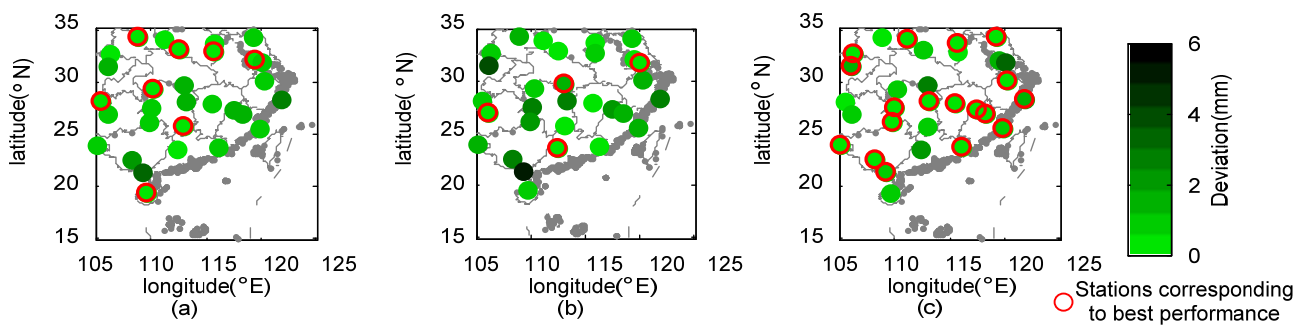 35
30
25
20
15
latitude(° N)
105 110 115 120 125
longitude(°E)
(a)
35
30
25
20
15
latitude( ° N)
105 110 115 120 125
longitude(°E)
(b)
35
30
25
20
15
latitude(°N)
105 110 115 120 125
longitude(°E)
(c)
6
4
2
0
Deviation(mm)
Stations corresponding
to best performance